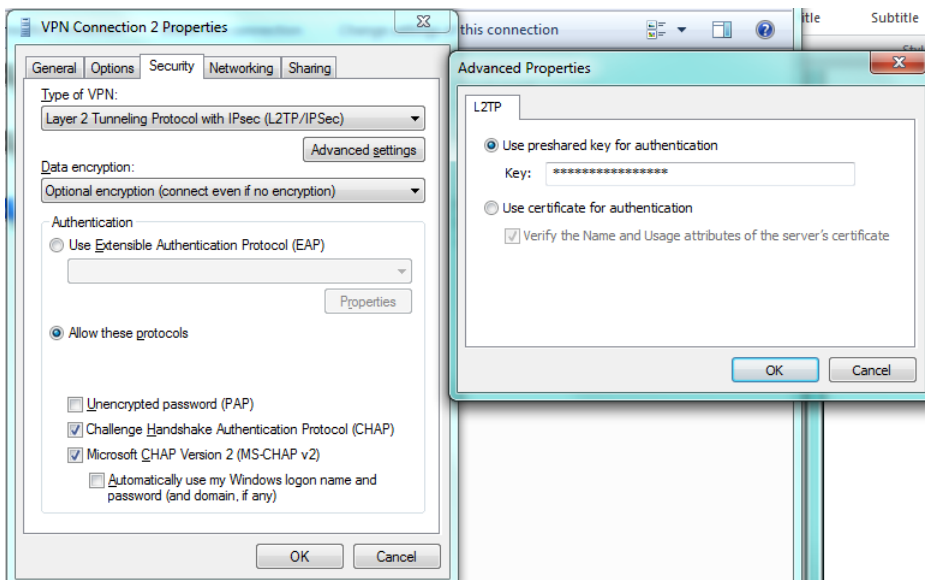 VPN Connection 2 Properties
this connection
Subtitle
General
Options
Security
Networking
Sharing
Type of VPN:
Layer 2 Tunneling Protocol with IPsec (L2TP/IPSec)
Advanced settings
Data encryption:
Optional encryption (connect even if no encryption)
Authentication
Use Extensible Authentication Protocol (EAP)
Properties
Allow these protocols
Unencrypted password (PAP)
Challenge Handshake Authentication Protocol (CHAP)
Microsoft CHAP Version 2 (MS-CHAP v2)
Automatically use my Windows logon name and
password (and domain, if any)
OK
Cancel
Advanced Properties
L2TP
Use preshared key for authentication
Key: ****************
Use certificate for authentication
Verify the Name and Usage attributes of the server's certificate
OK
Cancel